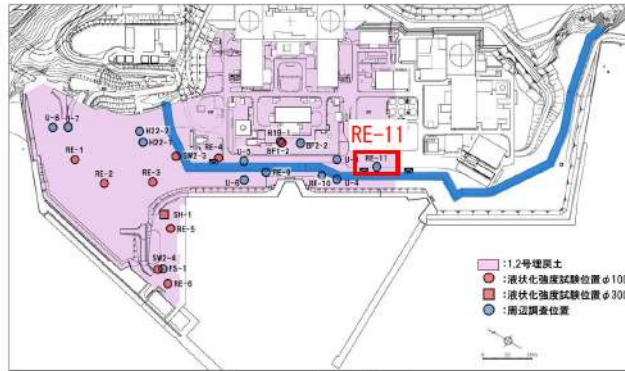 RE-11
U-8
U-7
H22-2
H22-7
RE-1
SW2-3
RE-4
H19-1
BF1-2
BF2-2
U-5
RE-11
RE-2
RE-3
U-6
RE-9
RE-10
U-4
SH-1
RE-5
SW2-4
FS-1
RE-6
:1,2号埋戻土
:液状化強度試験位置φ100
:液状化強度試験位置φ300
:周辺調査位置